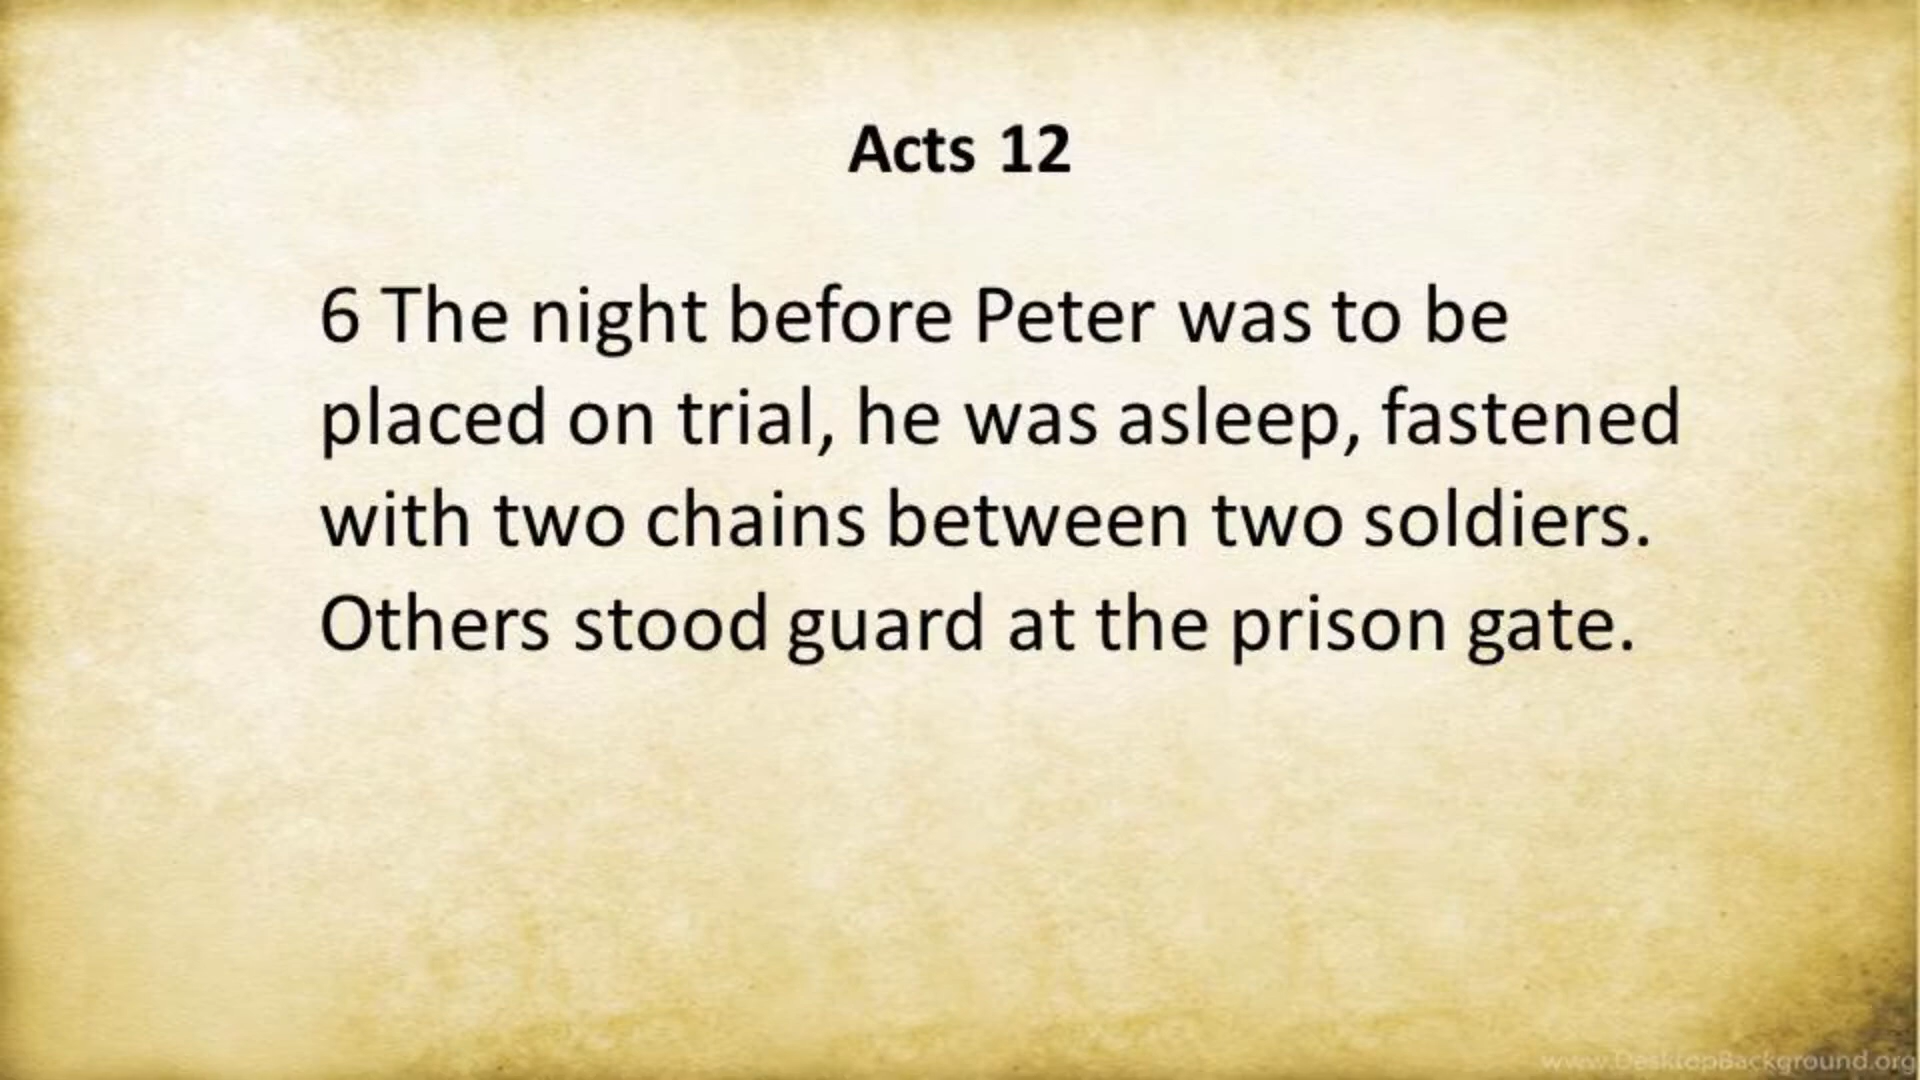 Acts 12
6 The night before Peter was to be
placed on trial, he was asleep, fastened
with two chains between two soldiers.
Others stood guard at the prison gate.
www.DesktopBackground.org